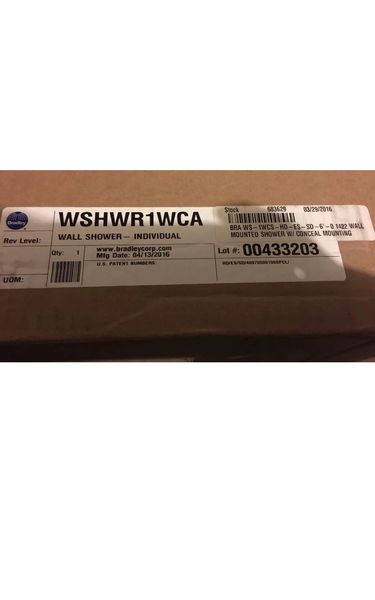 Bradley
WSHWR1WCA
Stock 683629 03/29/2016
BRA WS-1WCS-HD-ES-SD-6'-0.1422 WALL
MOUNTED SHOWER W/ CONCEAL MOUNTING
Rev Level:
WALL SHOWER- INDIVIDUAL
Qty: 1
www.bradleycorp.com
Mfg Date: 04/13/2016
Lot #: 00433203
UOM:
U.S. PATENT NUMBERS: